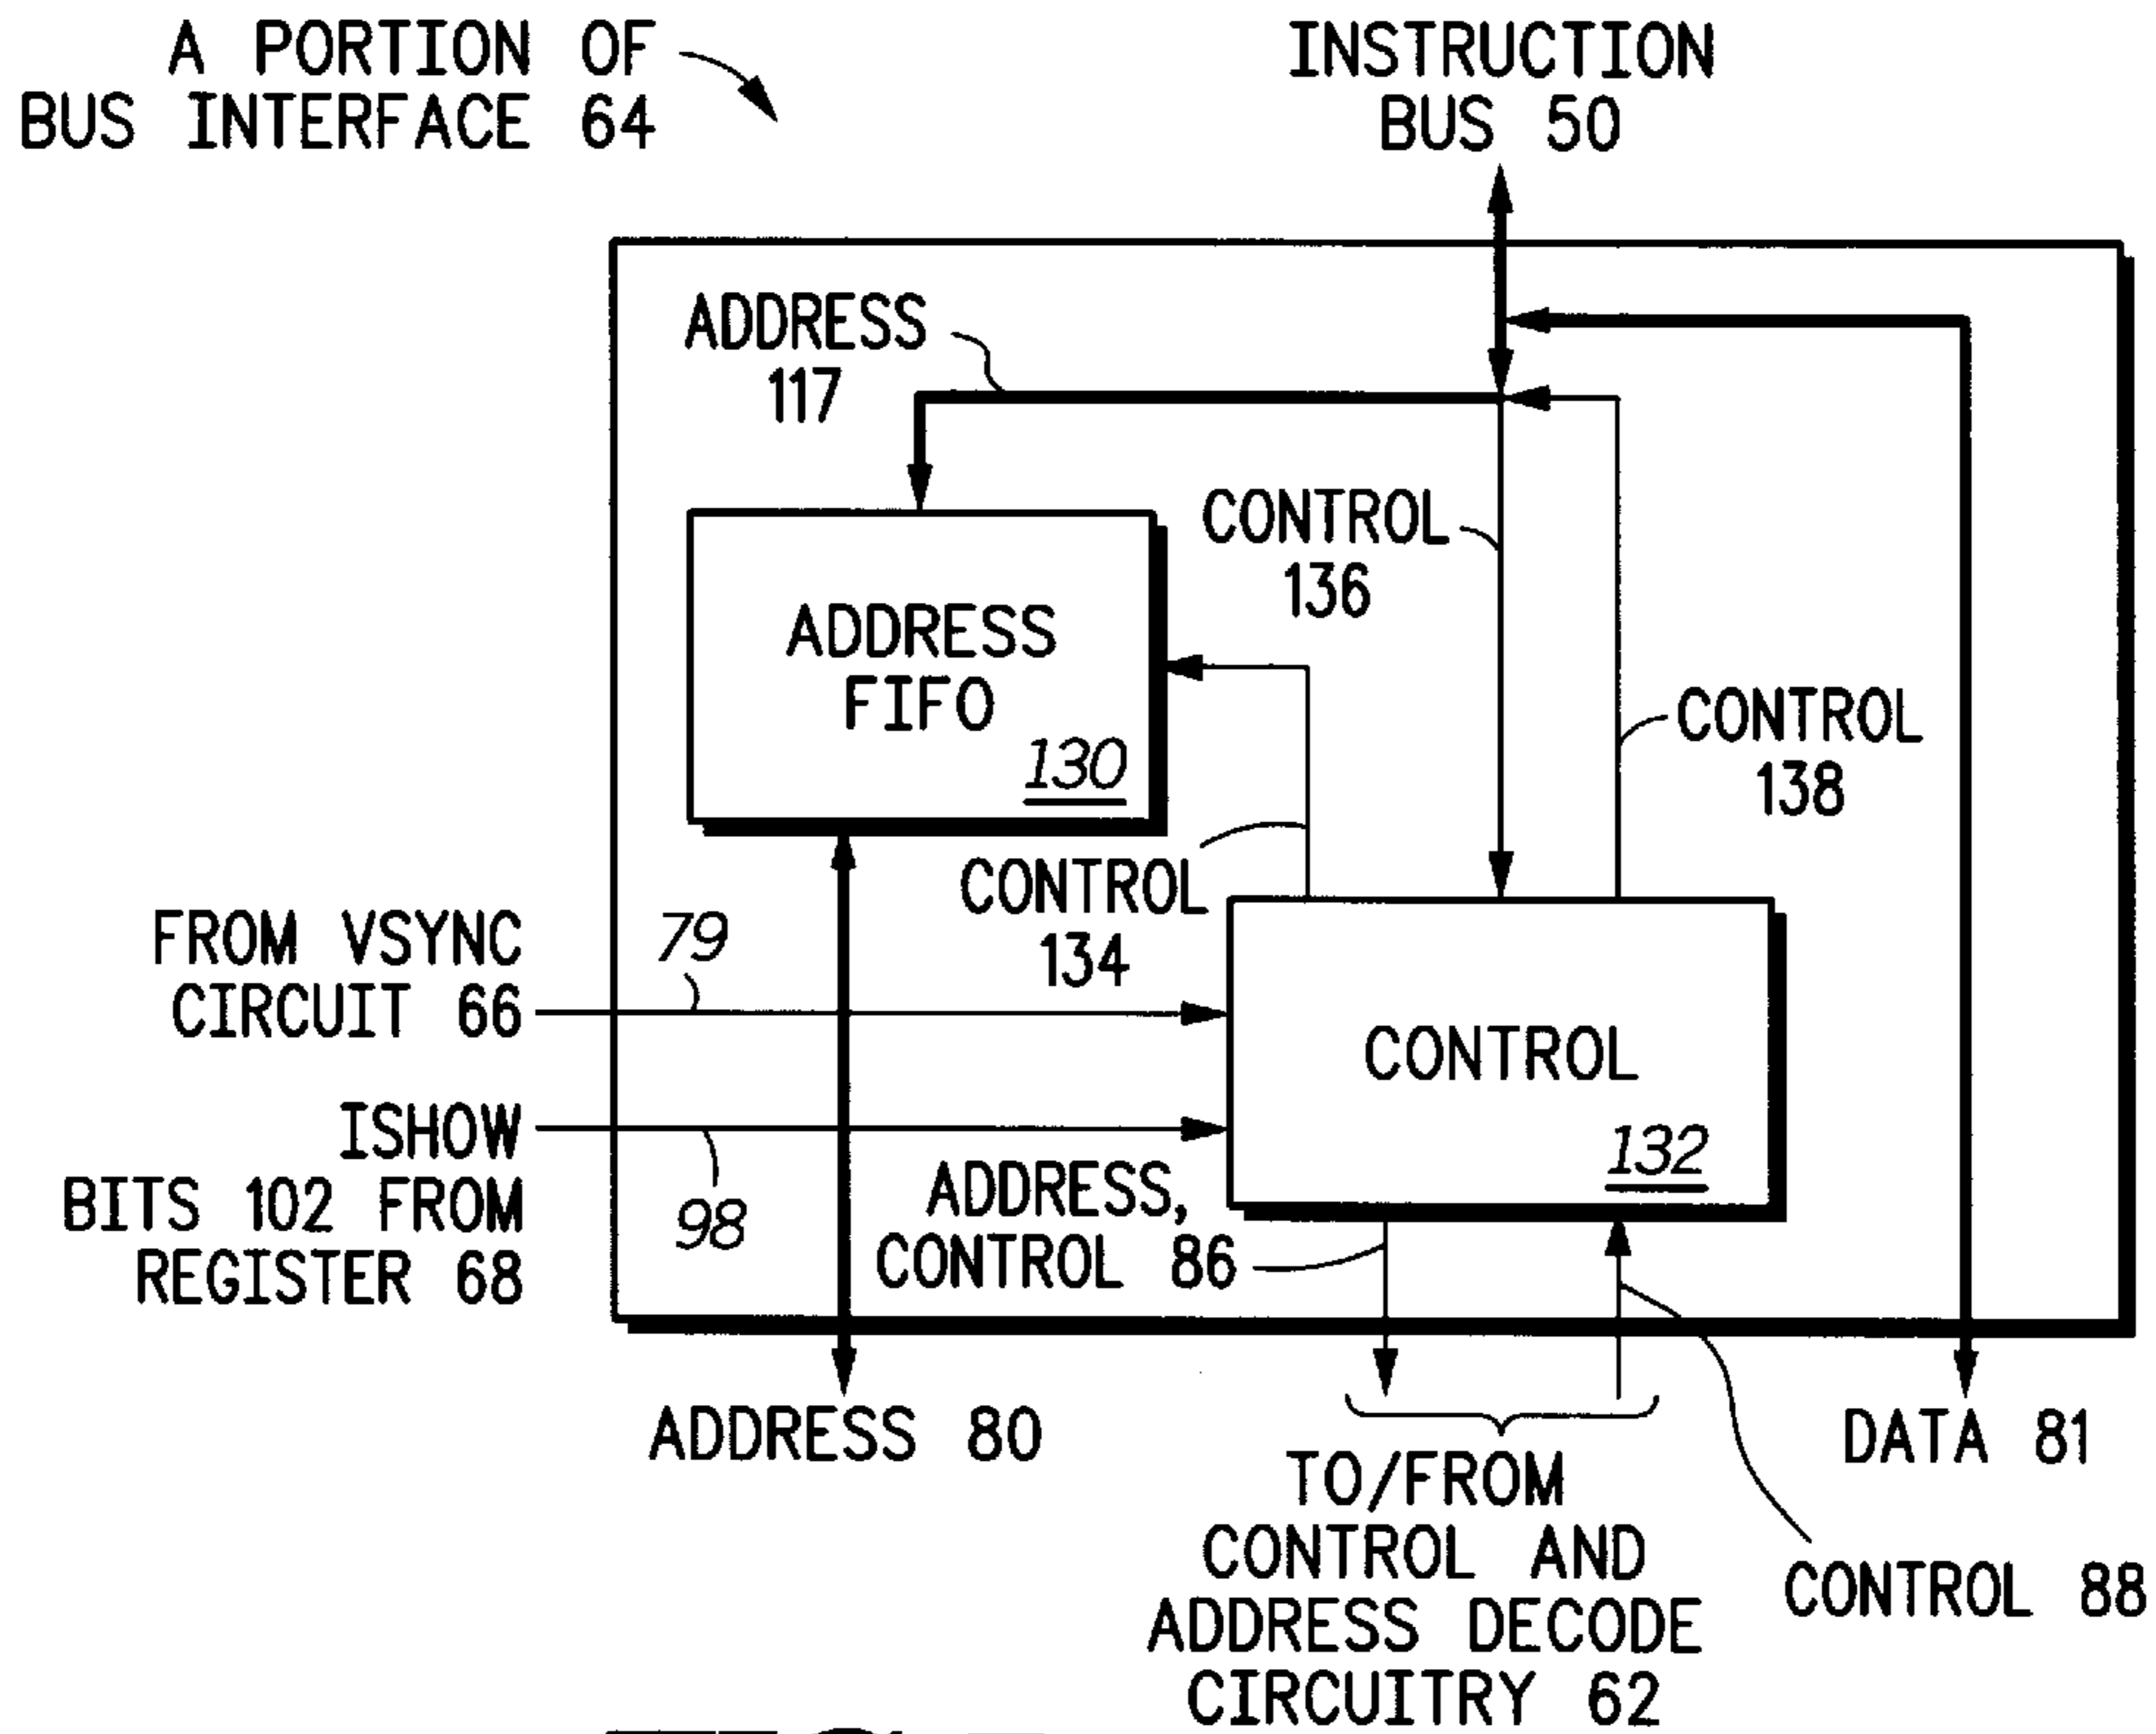 A PORTION OF
BUS INTERFACE 64
INSTRUCTION
BUS 50
ADDRESS
117
CONTROL
136
ADDRESS
FIFO
130
CONTROL
138
CONTROL
134
FROM VSYNC
CIRCUIT 66
79
CONTROL
132
ISHOW
BITS 102 FROM
REGISTER 68
98
ADDRESS,
CONTROL 86
ADDRESS 80
DATA 81
TO/FROM
CONTROL AND
ADDRESS DECODE
CIRCUITRY 62
CONTROL 88